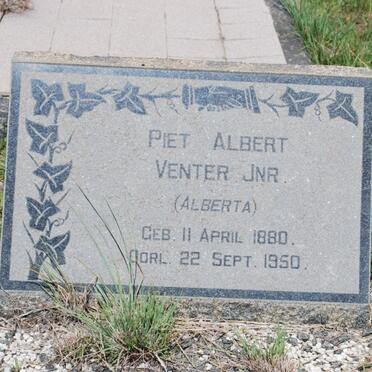 PIET ALBERT
VENTER JNR.
(ALBERTA)
GEB. 11 APRIL 1880.
OORL. 22 SEPT. 1950.